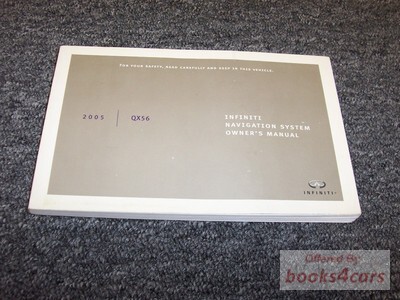 FOR YOUR SAFETY, READ CAREFULLY AND KEEP IN YOUR VEHICLE.
2005 | QX56
INFINITI
NAVIGATION SYSTEM
OWNER'S MANUAL
INFINITI
Offered By:
books4cars